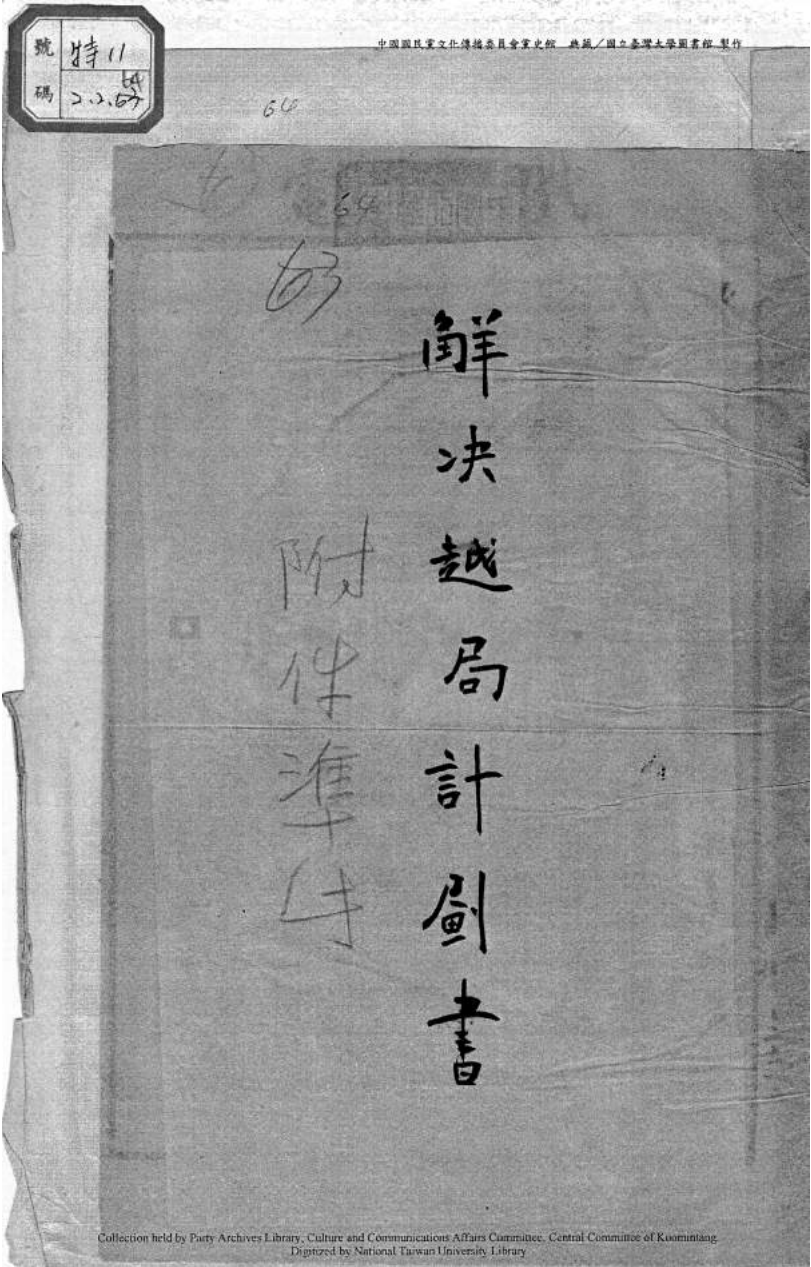 號碼
特11
64
2.2.63
中國國民黨文化傳播委員會黨史館 典藏/國立臺灣大學圖書館 製作
64
64
63
觧决越局計劃書
附件準
Collection held by Party Archives Library, Culture and Communications Affairs Committee, Central Committee of Kuomintang.
Digitized by National Taiwan University Library